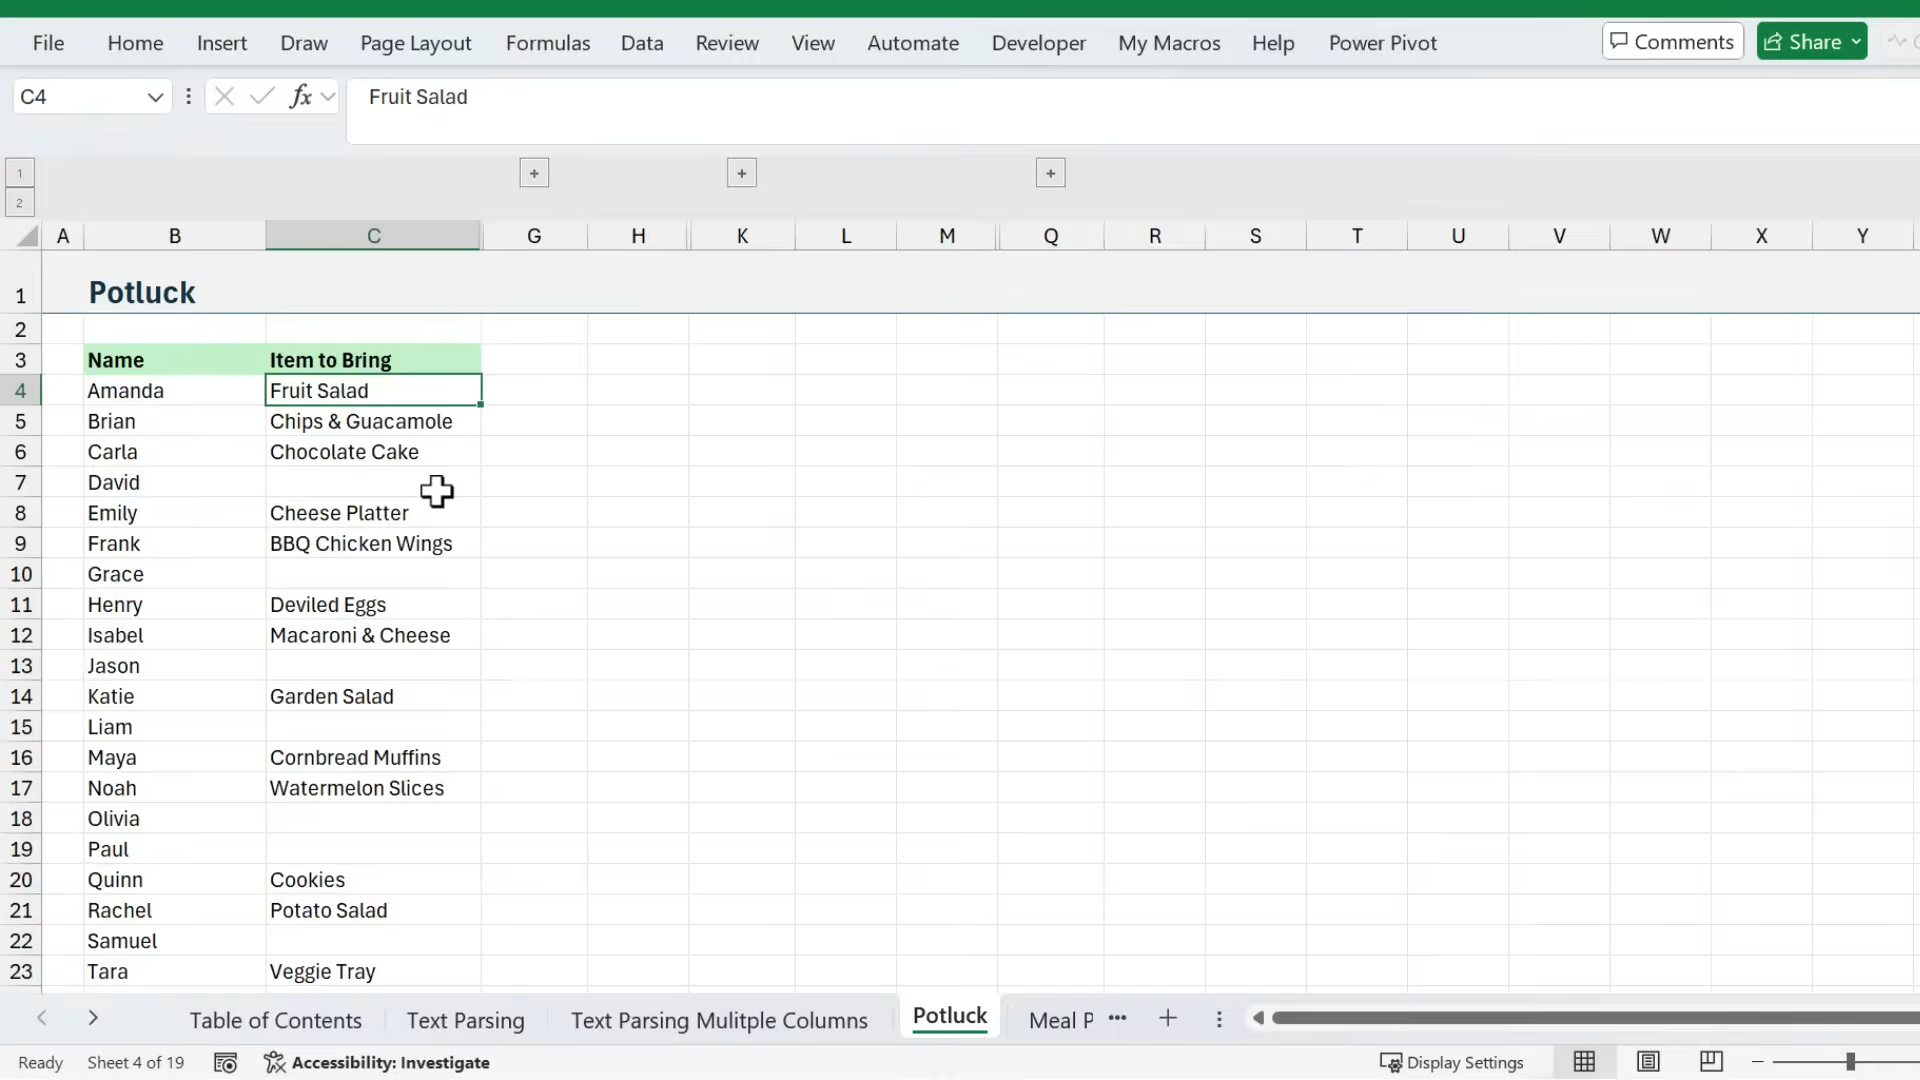 File Home Insert Draw Page Layout Formulas Data Review View Automate Developer My Macros Help Power Pivot Comments Share
C4 fx Fruit Salad
1 + + +
2
A B C G H K L M Q R S T U V W X Y
1 Potluck
2
3 Name Item to Bring
4 Amanda Fruit Salad
5 Brian Chips & Guacamole
6 Carla Chocolate Cake
7 David
8 Emily Cheese Platter
9 Frank BBQ Chicken Wings
10 Grace
11 Henry Deviled Eggs
12 Isabel Macaroni & Cheese
13 Jason
14 Katie Garden Salad
15 Liam
16 Maya Cornbread Muffins
17 Noah Watermelon Slices
18 Olivia
19 Paul
20 Quinn Cookies
21 Rachel Potato Salad
22 Samuel
23 Tara Veggie Tray
Table of Contents Text Parsing Text Parsing Mulitple Columns Potluck Meal P ••• +
Ready Sheet 4 of 19 Accessibility: Investigate Display Settings